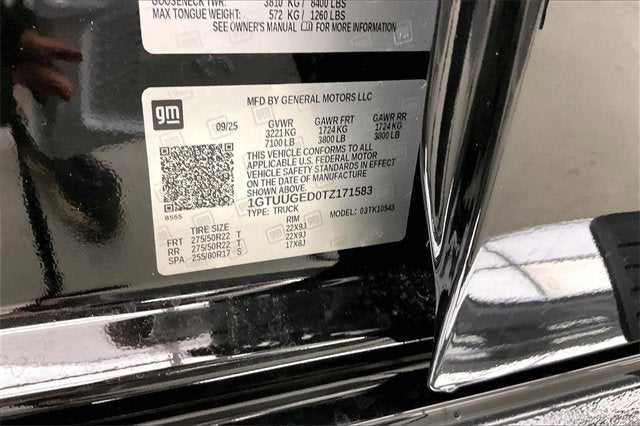 GOOSENECK TWR: 3810 KG / 8400 LBS
MAX TONGUE WEIGHT: 572 KG / 1260 LBS
SEE OWNER'S MANUAL FOR MORE INFORMATION
gm
09/25
MFD BY GENERAL MOTORS LLC
GVWR GAWR FRT GAWR RR
3221 KG 1724 KG 1724 KG
7100 LB 3800 LB 3800 LB
THIS VEHICLE CONFORMS TO ALL
APPLICABLE U.S. FEDERAL MOTOR
VEHICLE SAFETY STANDARDS IN EFFECT
ON THE DATE OF MANUFACTURE SHOWN ABOVE.
1GTUUGED0TZ171583
TYPE: TRUCK MODEL: 03TK10543
8555
TIRE SIZE RIM
FRT 275/50R22 T 22X9J
RR 275/50R22 T 22X9J
SPA 255/80R17 S 17X8J